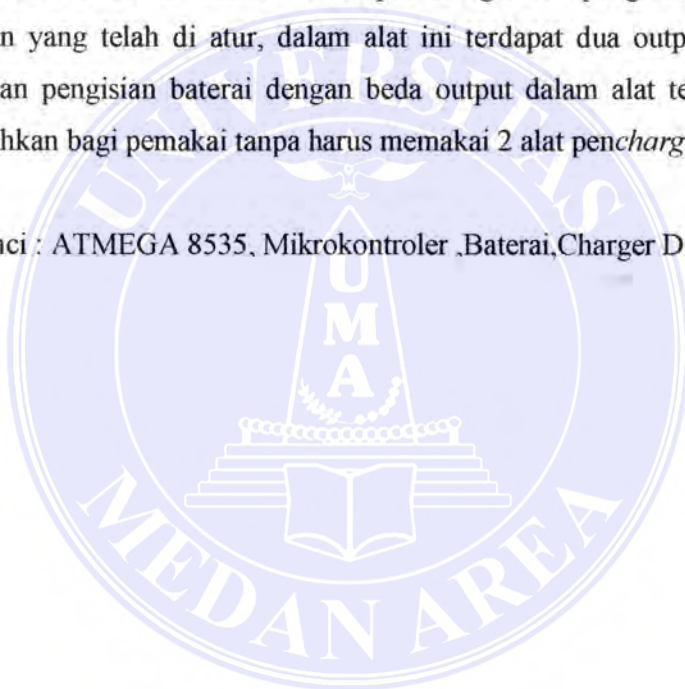 n yang telah di atur, dalam alat ini terdapat dua outp
an pengisian baterai dengan beda output dalam alat te
hkan bagi pemakai tanpa harus memakai 2 alat pencharg
ci : ATMEGA 8535, Mikrokontroler ,Baterai,Charger D
UNIVERSITAS
UMA
MEDAN AREA